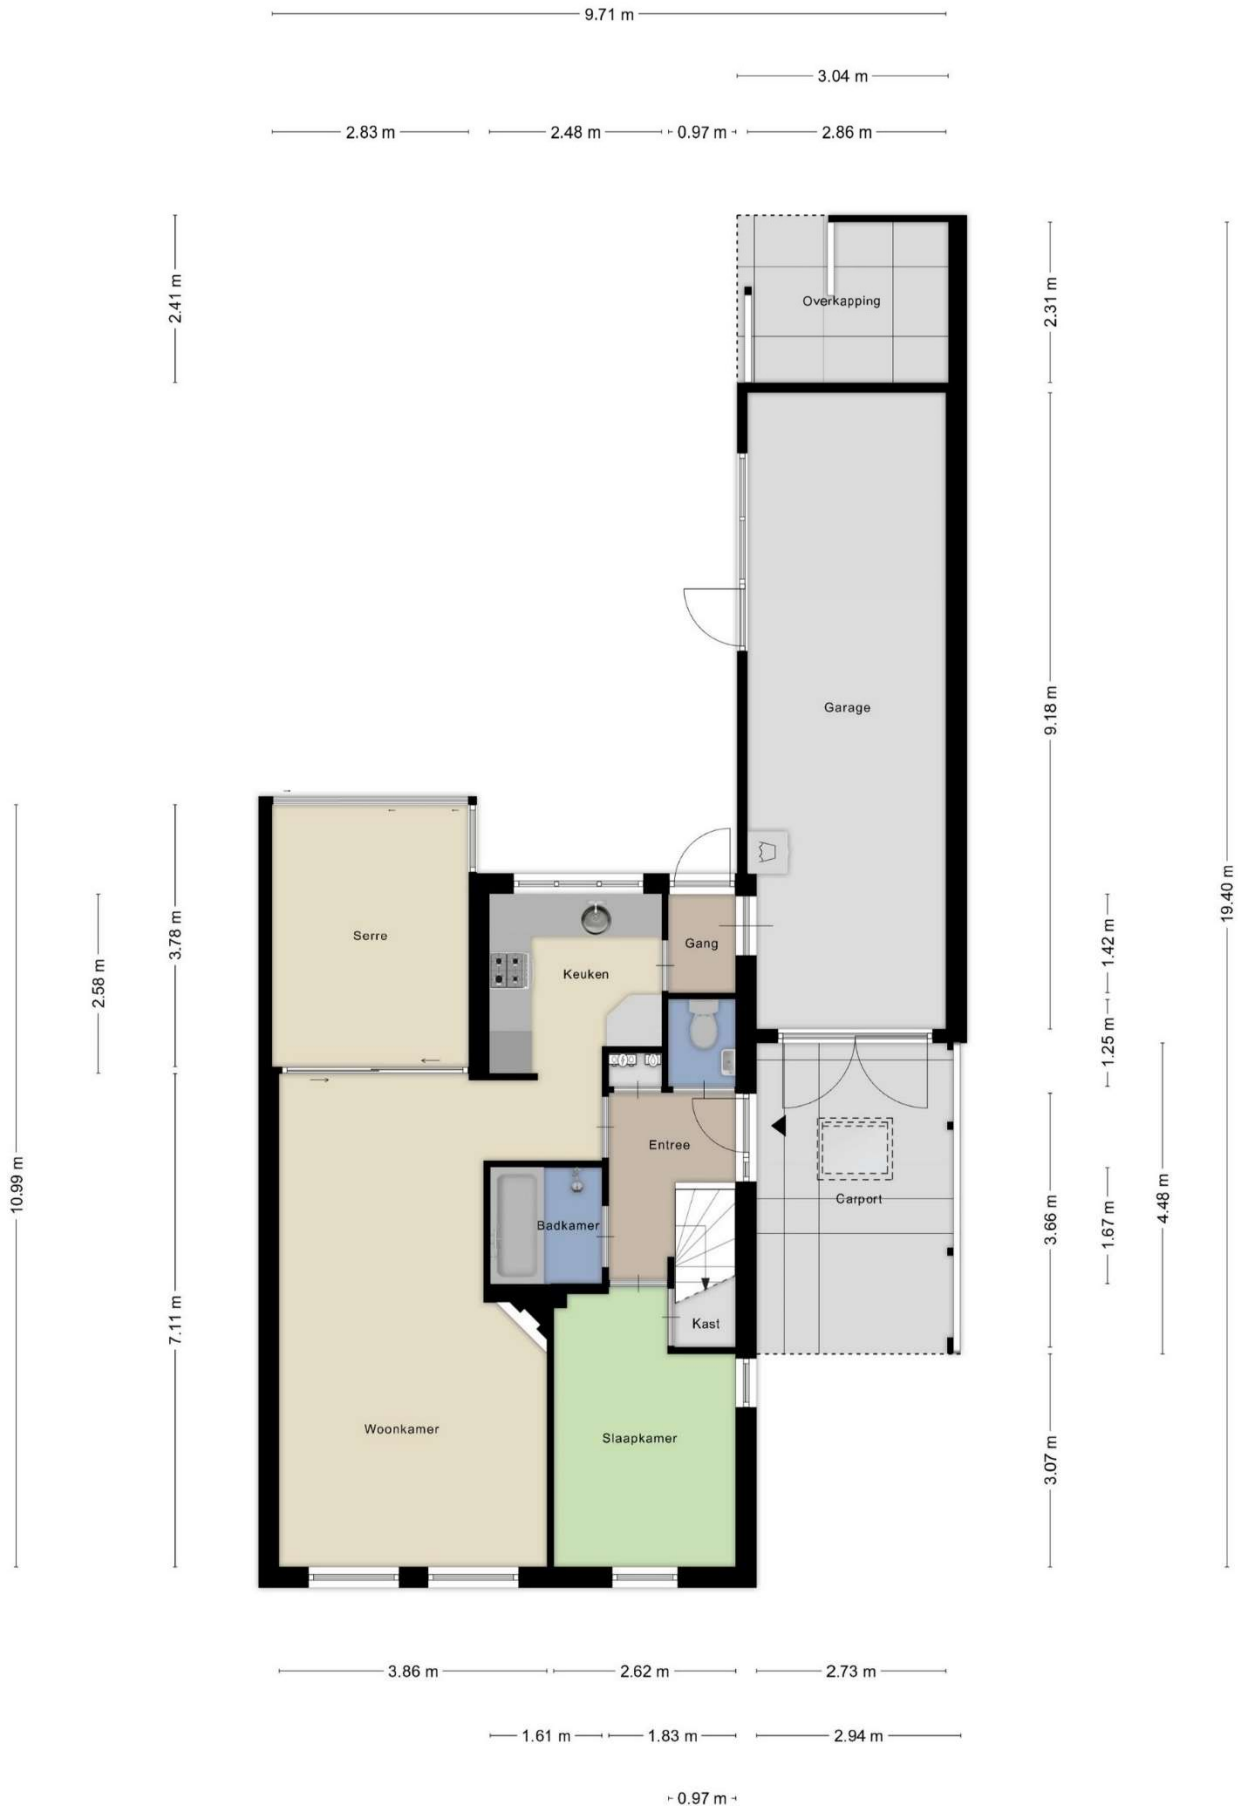 9.71 m
3.04 m
2.83 m
2.48 m
0.97 m
2.86 m
2.41 m
2.31 m
Overkapping
9.18 m
Garage
19.40 m
Serre
3.78 m
2.58 m
Keuken
Gang
1.42 m
1.25 m
10.99 m
Entree
Carport
Badkamer
3.66 m
1.67 m
4.48 m
7.11 m
Kast
Woonkamer
Slaapkamer
3.07 m
3.86 m
2.62 m
2.73 m
1.61 m
1.83 m
2.94 m
0.97 m